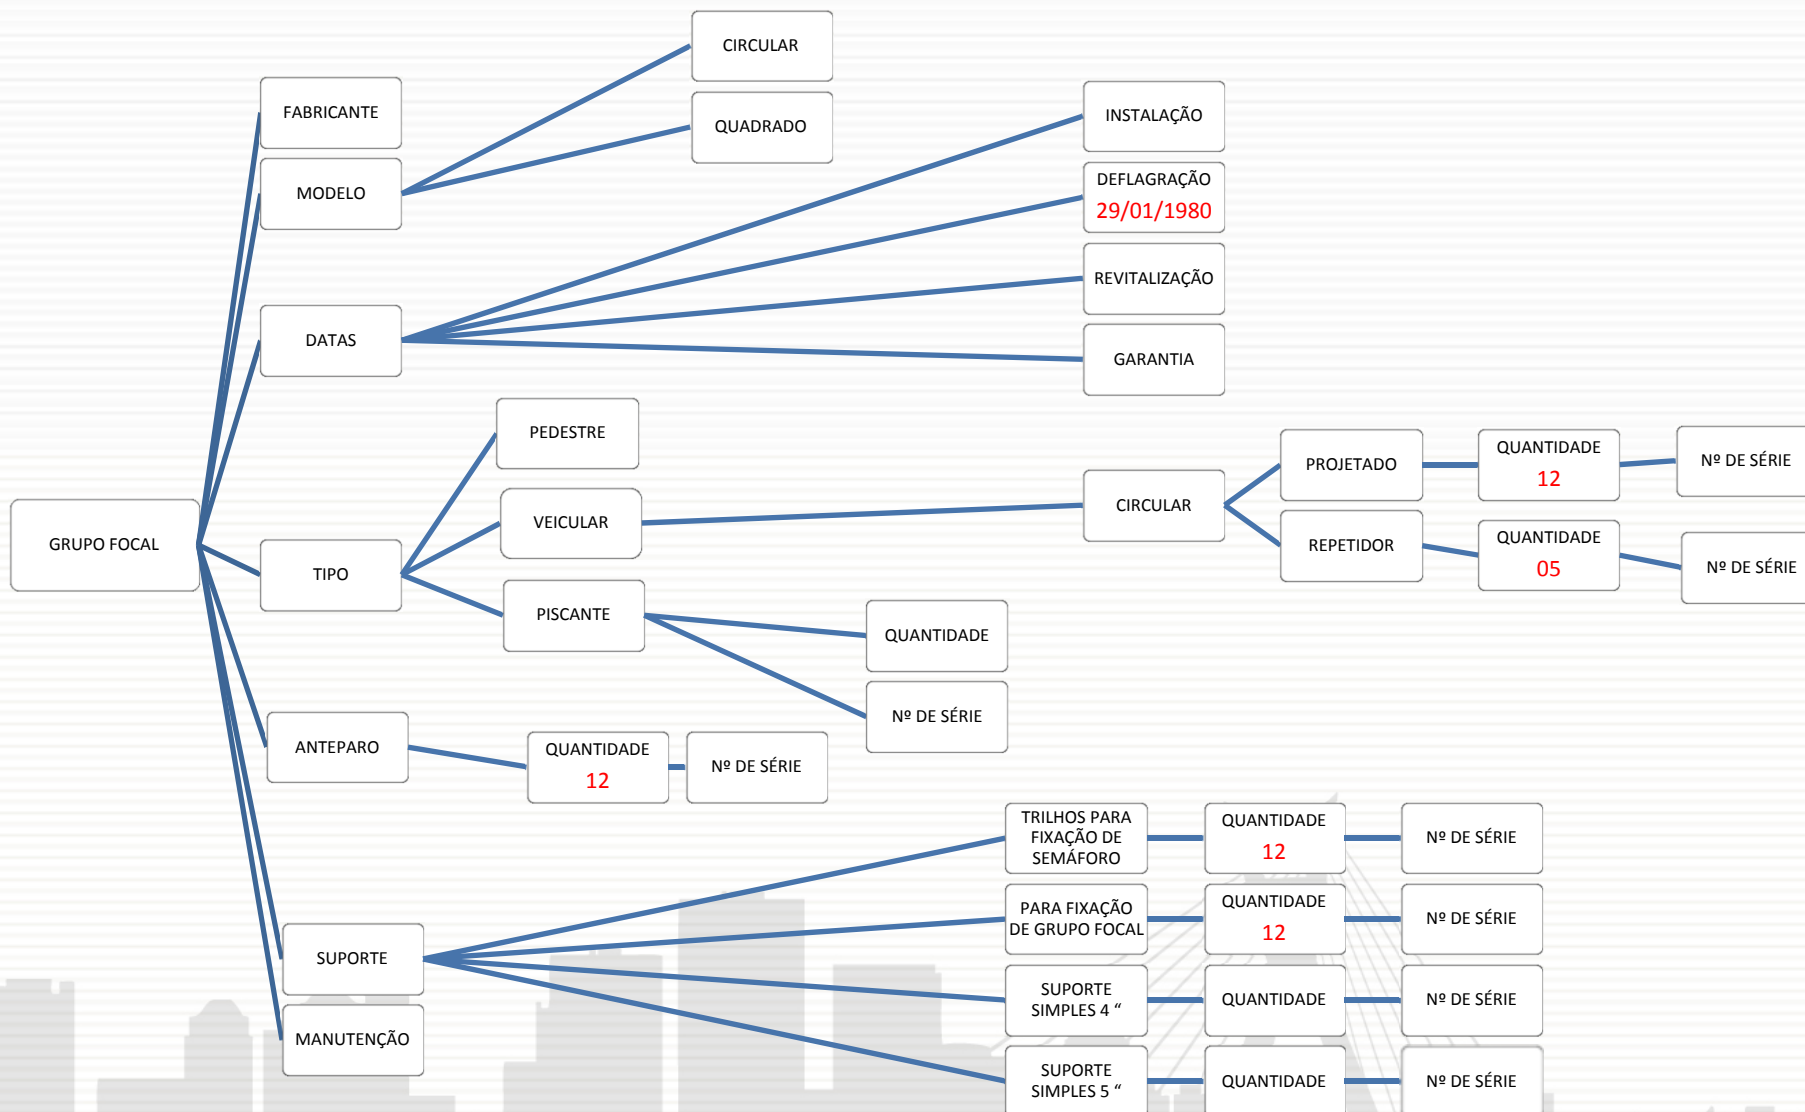 CIRCULAR
FABRICANTE
QUADRADO
INSTALAÇÃO
MODELO
DEFLAGRAÇÃO
29/01/1980
REVITALIZAÇÃO
DATAS
GARANTIA
PEDESTRE
PROJETADO
QUANTIDADE
12
Nº DE SÉRIE
VEICULAR
CIRCULAR
GRUPO FOCAL
REPETIDOR
QUANTIDADE
05
Nº DE SÉRIE
TIPO
PISCANTE
QUANTIDADE
Nº DE SÉRIE
ANTEPARO
QUANTIDADE
12
Nº DE SÉRIE
TRILHOS PARA
FIXAÇÃO DE
SEMÁFORO
QUANTIDADE
12
Nº DE SÉRIE
PARA FIXAÇÃO
DE GRUPO FOCAL
QUANTIDADE
12
Nº DE SÉRIE
SUPORTE
SUPORTE
SIMPLES 4 “
QUANTIDADE
Nº DE SÉRIE
MANUTENÇÃO
SUPORTE
SIMPLES 5 “
QUANTIDADE
Nº DE SÉRIE